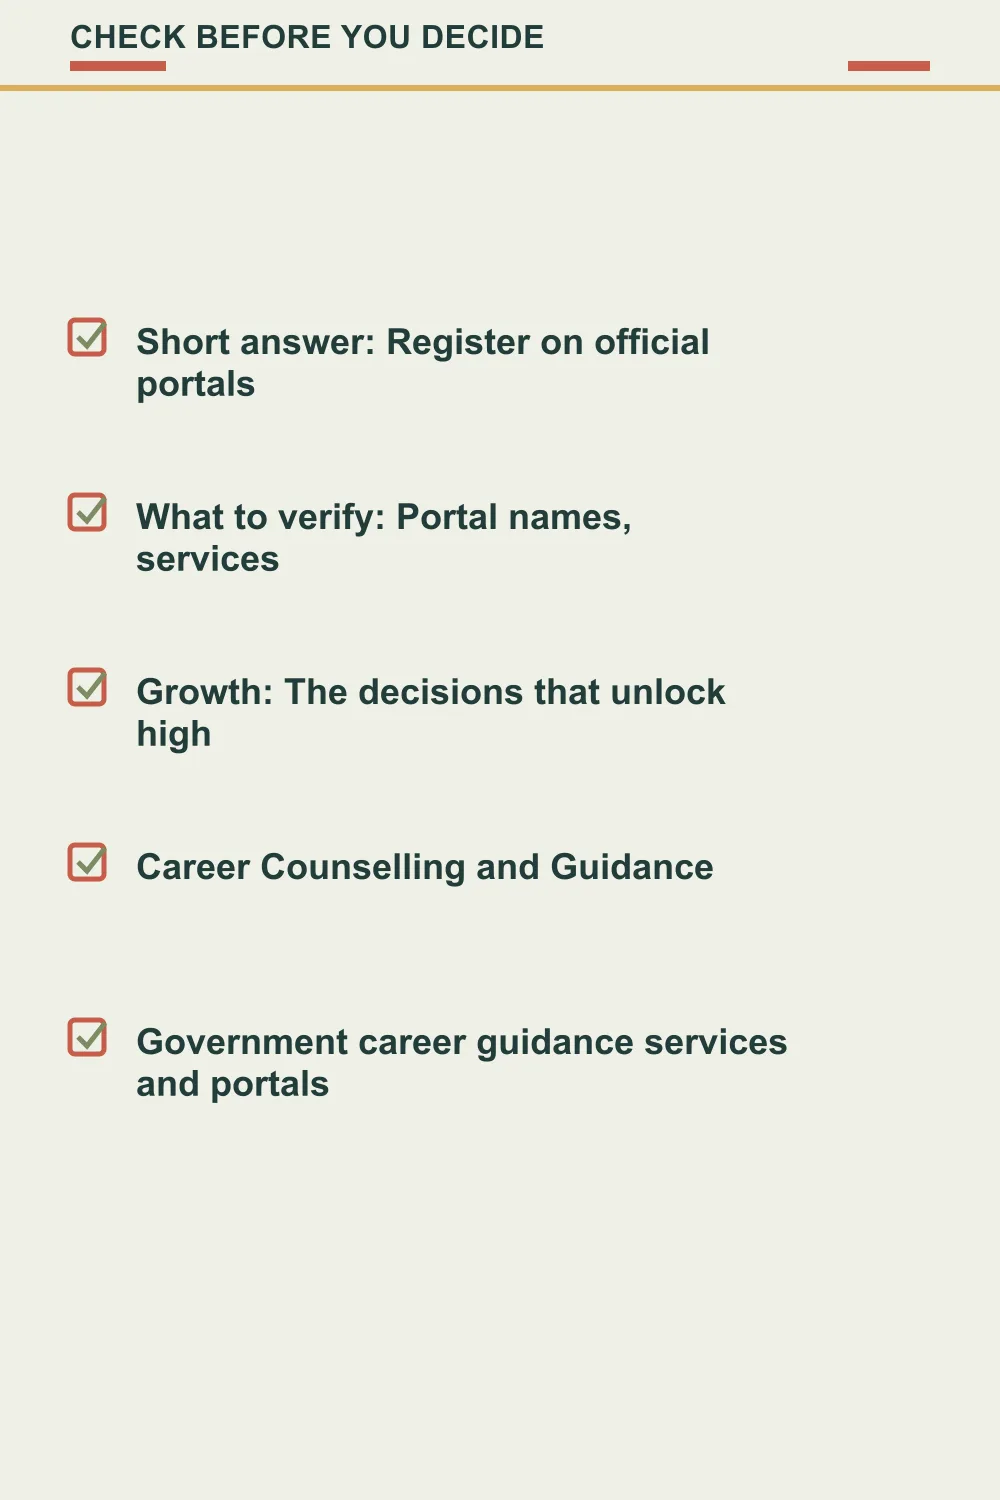 CHECK BEFORE YOU DECIDE
Short answer: Register on official
portals
What to verify: Portal names,
services
Growth: The decisions that unlock
high
Career Counselling and Guidance
Government career guidance services
and portals